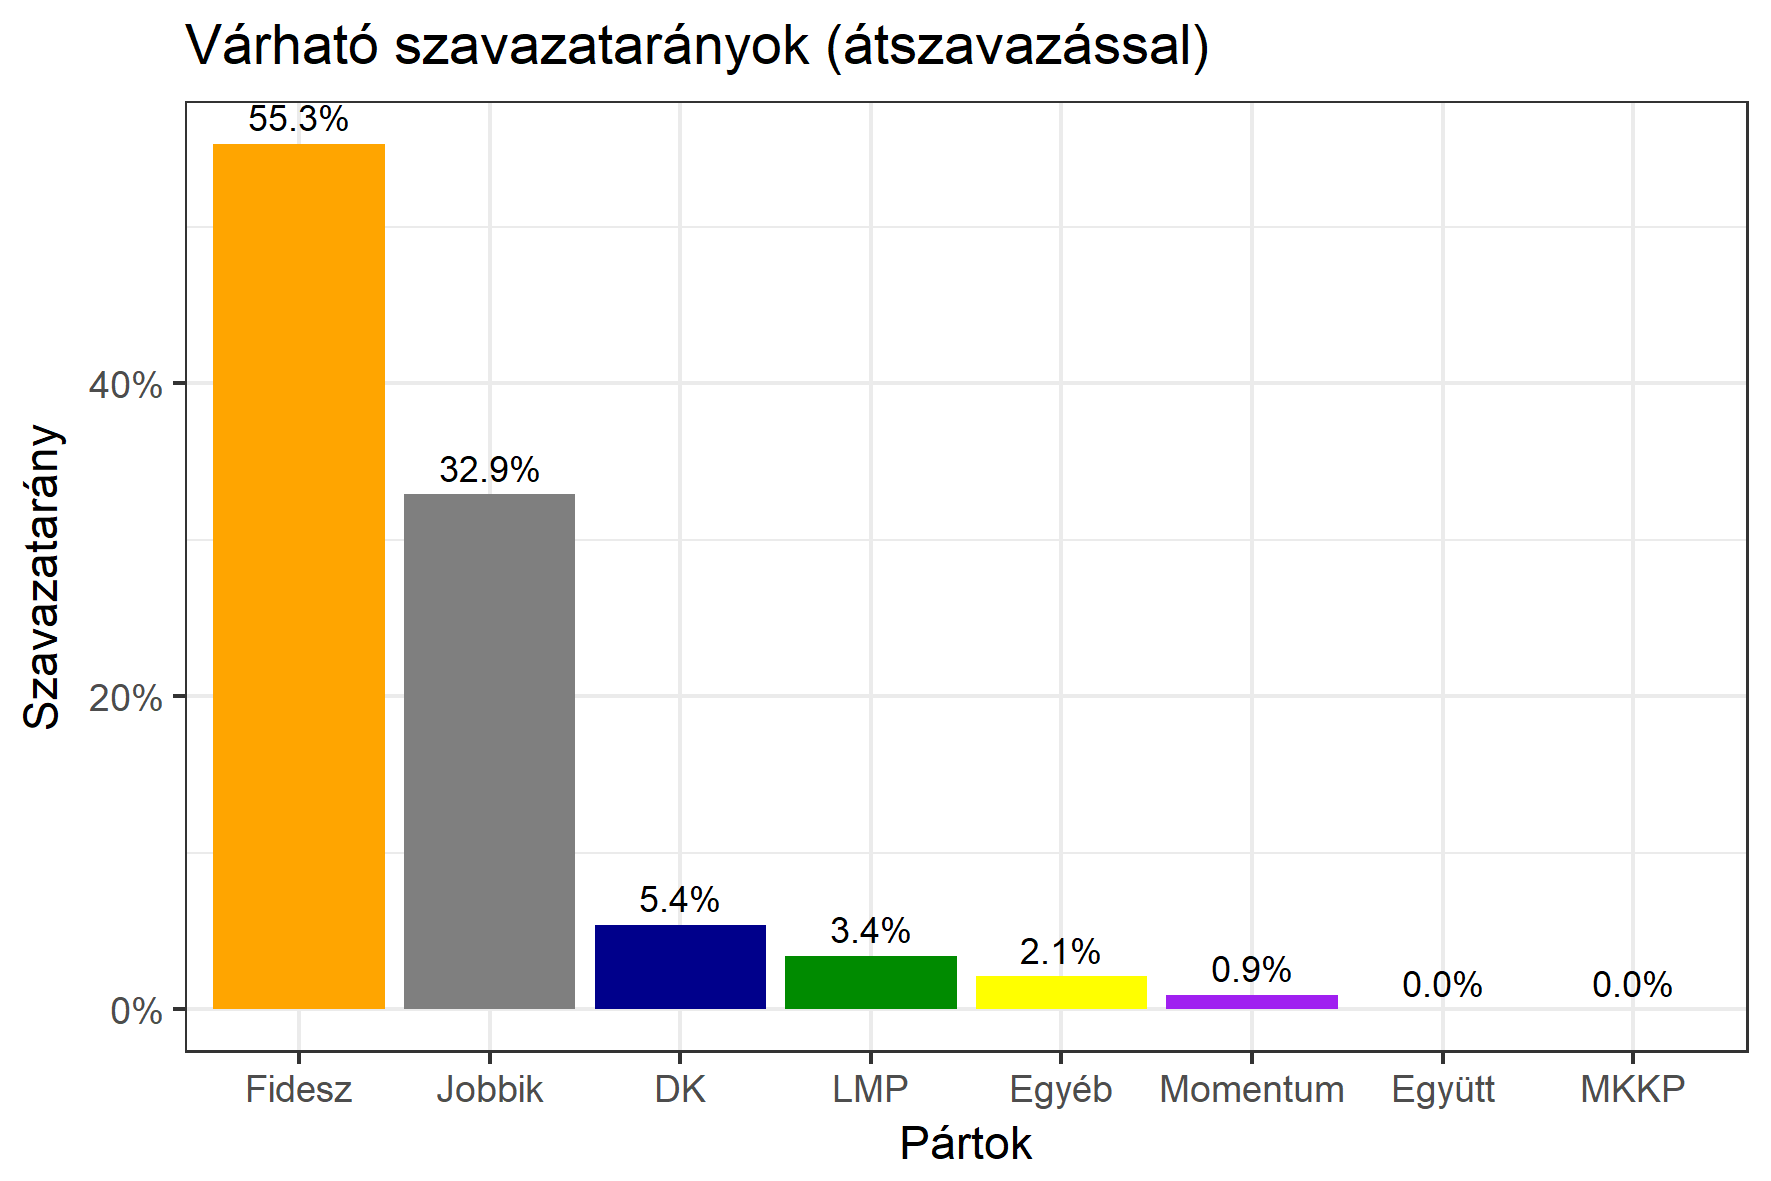 Várható szavazatarányok (átszavazással)
55.3%
32.9%
5.4%
3.4%
2.1%
0.9%
0.0%
0.0%
40%
20%
0%
Szavazatarány
Fidesz Jobbik DK LMP Egyéb Momentum Együtt MKKP
Pártok